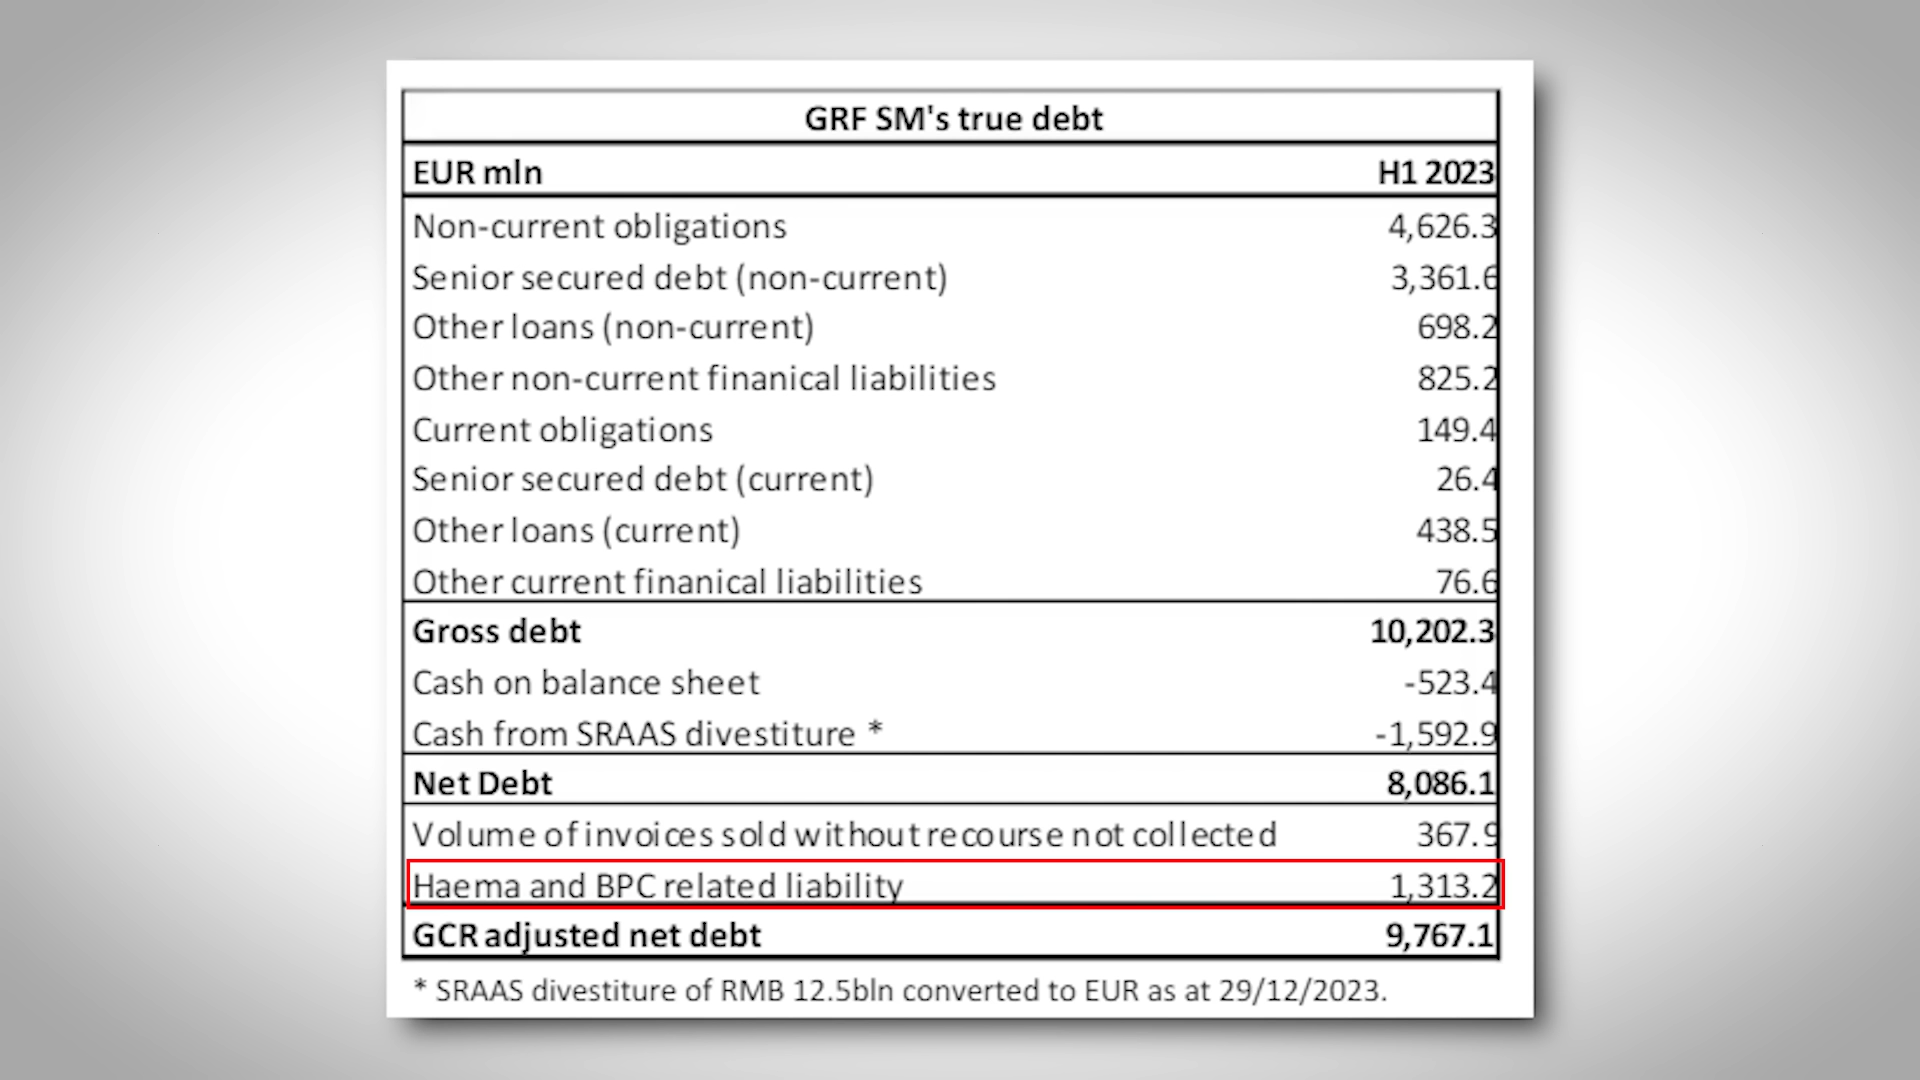 GRF SM's true debt
EUR mln H1 2023
Non-current obligations 4,626.3
Senior secured debt (non-current) 3,361.6
Other loans (non-current) 698.2
Other non-current finanical liabilities 825.2
Current obligations 149.4
Senior secured debt (current) 26.4
Other loans (current) 438.5
Other current finanical liabilities 76.6
Gross debt 10,202.3
Cash on balance sheet -523.4
Cash from SRAAS divestiture * -1,592.9
Net Debt 8,086.1
Volume of invoices sold without recourse not collected 367.9
Haema and BPC related liability 1,313.2
GCR adjusted net debt 9,767.1
* SRAAS divestiture of RMB 12.5bln converted to EUR as at 29/12/2023.